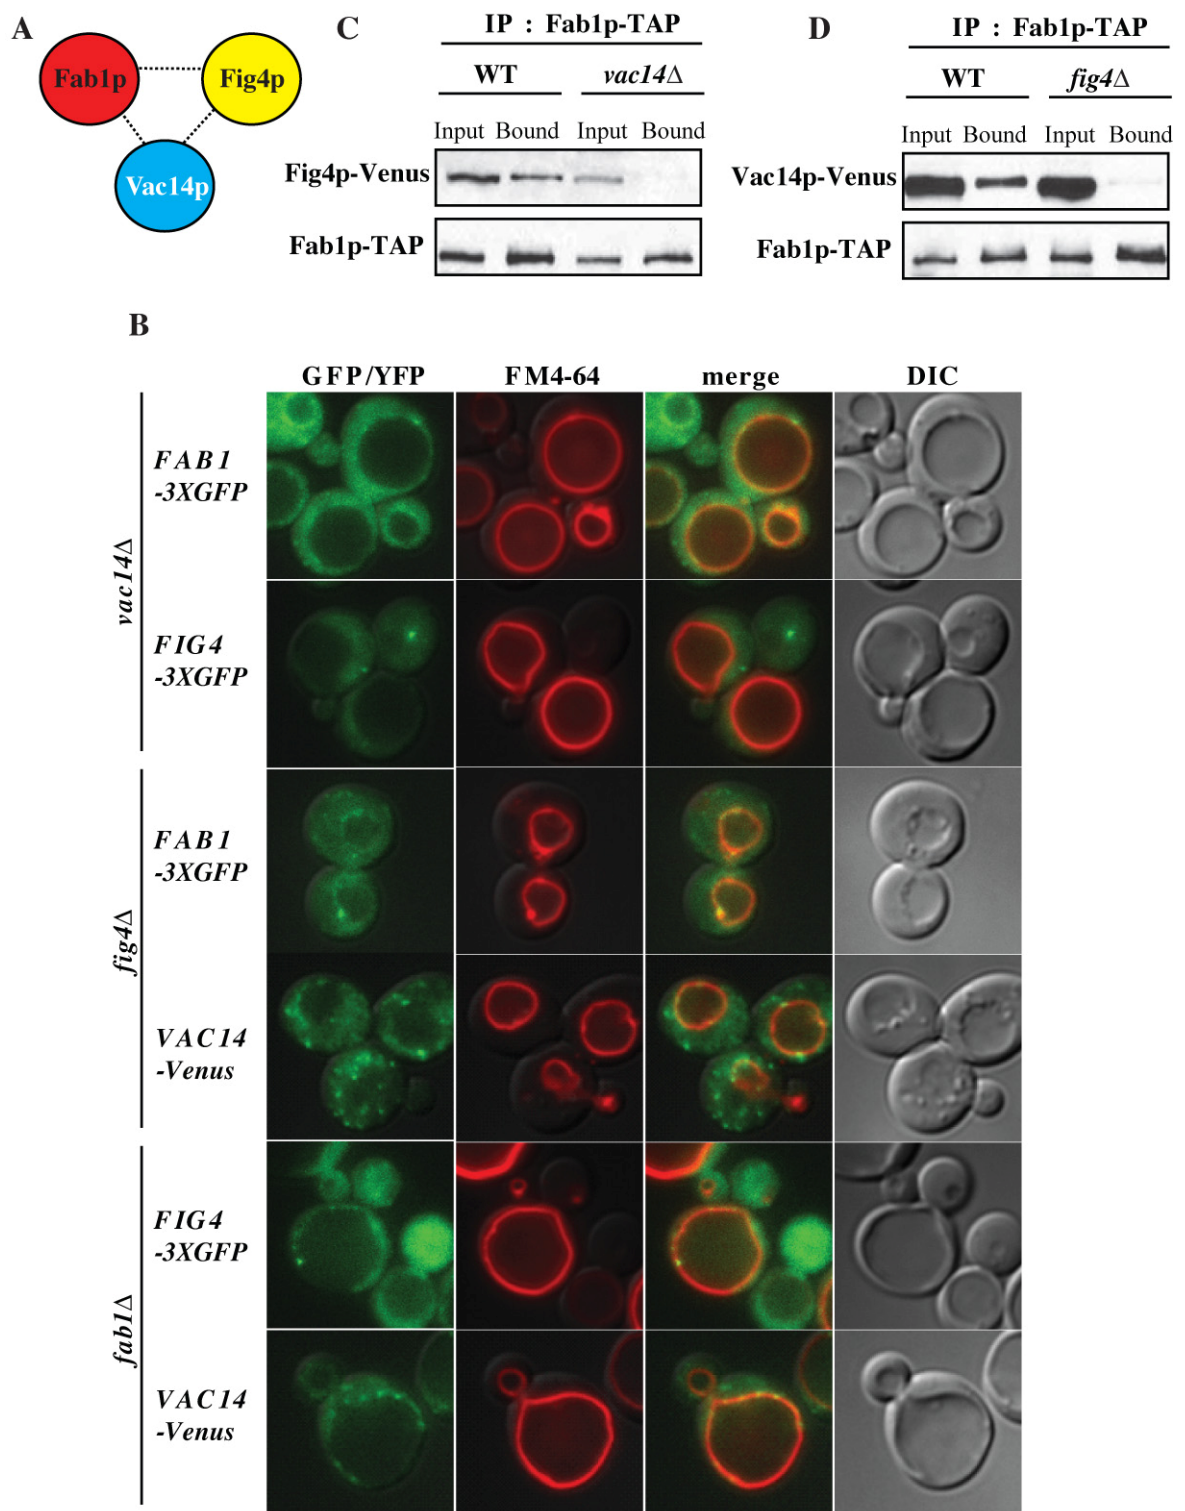 A
Fab1p
Fig4p
Vac14p
C
IP : Fab1p-TAP
WT
vac14Δ
Input Bound Input Bound
Fig4p-Venus
Fab1p-TAP
D
IP : Fab1p-TAP
WT
fig4Δ
Input Bound Input Bound
Vac14p-Venus
Fab1p-TAP
B
GFP/YFP
FM4-64
merge
DIC
vac14Δ
FAB1
-3XGFP
FIG4
-3XGFP
fig4Δ
FAB1
-3XGFP
VAC14
-Venus
fab1Δ
FIG4
-3XGFP
VAC14
-Venus